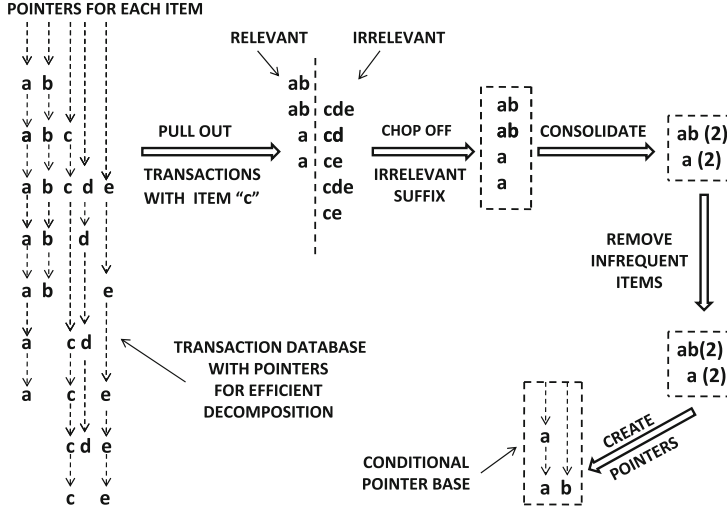 POINTERS FOR EACH ITEM
a b
a b c
a b c d e
a b d
a b e
a c d
a c e
c d e
c e
PULL OUT
TRANSACTIONS
WITH ITEM “c”
RELEVANT
IRRELEVANT
ab
ab cde
a cd
a ce
cde
ce
CHOP OFF
IRRELEVANT
SUFFIX
ab
ab
a
a
CONSOLIDATE
ab (2)
a (2)
REMOVE
INFREQUENT
ITEMS
ab(2)
a (2)
CREATE
POINTERS
a
a b
CONDITIONAL
POINTER BASE
TRANSACTION DATABASE
WITH POINTERS
FOR EFFICIENT
DECOMPOSITION